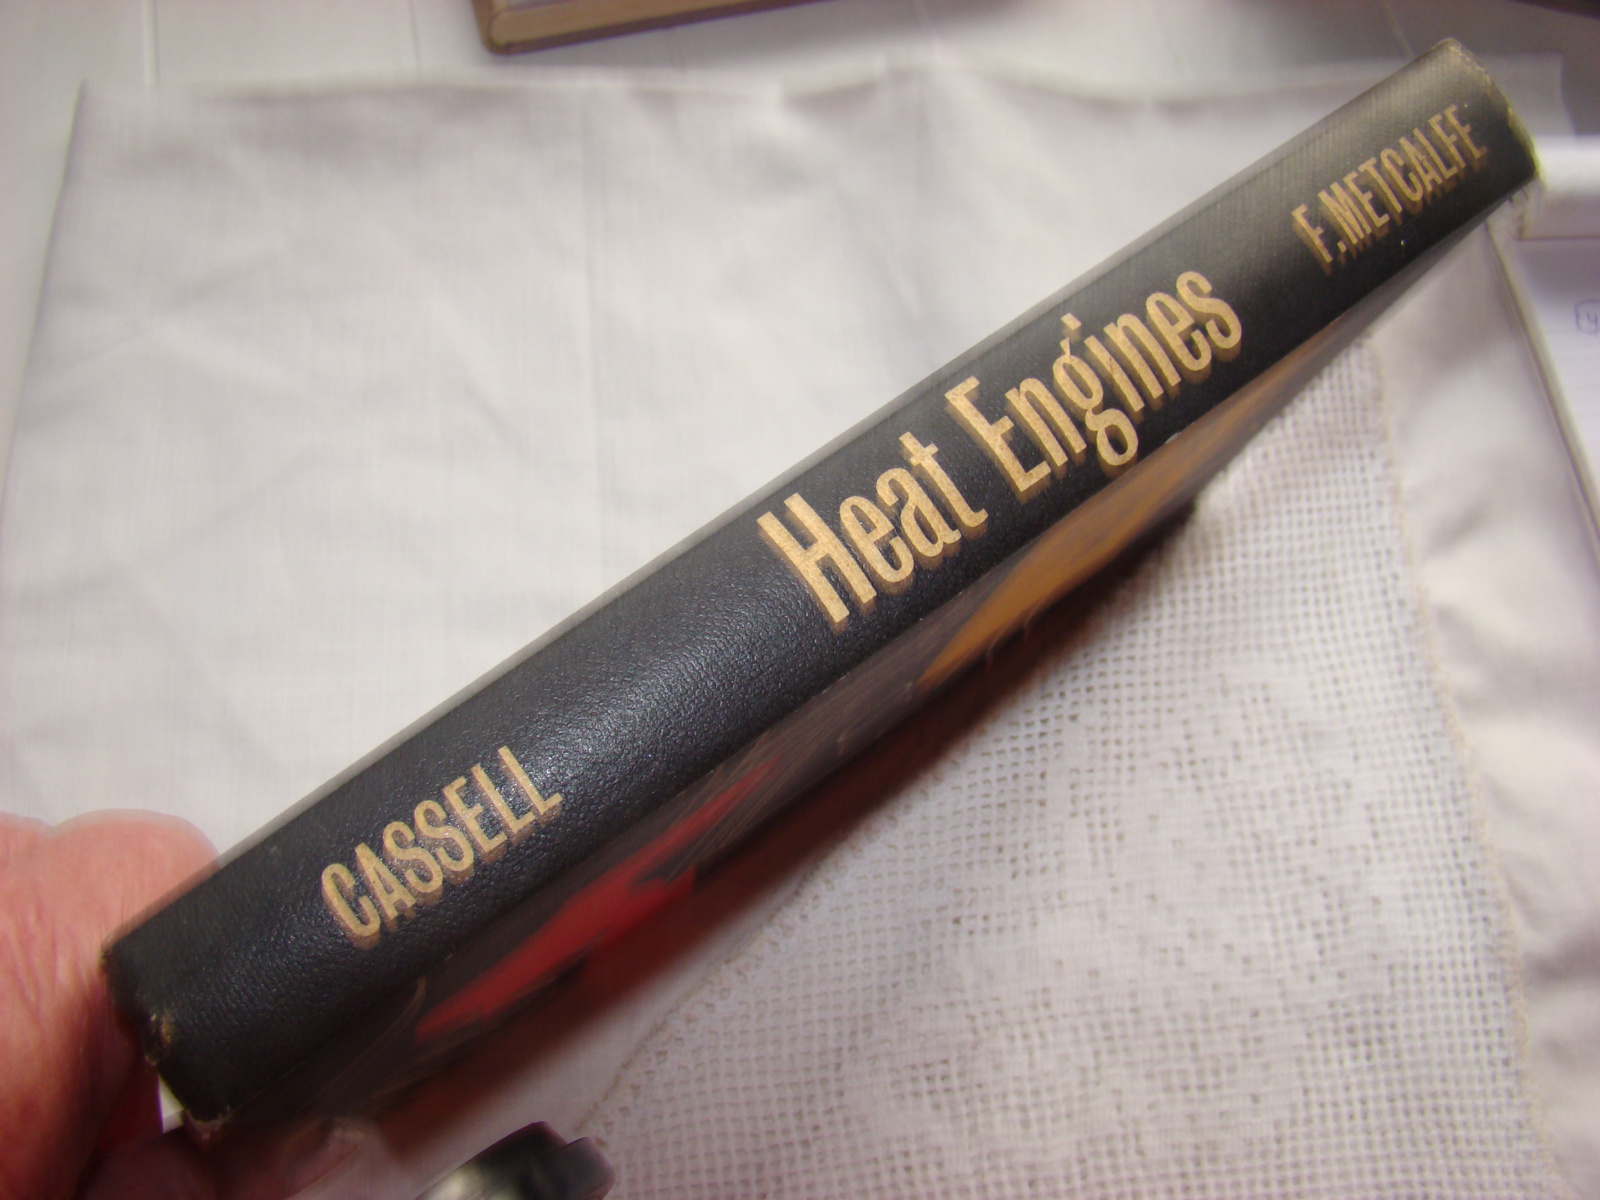 CASSELL
Heat Engines
F. METCALFE